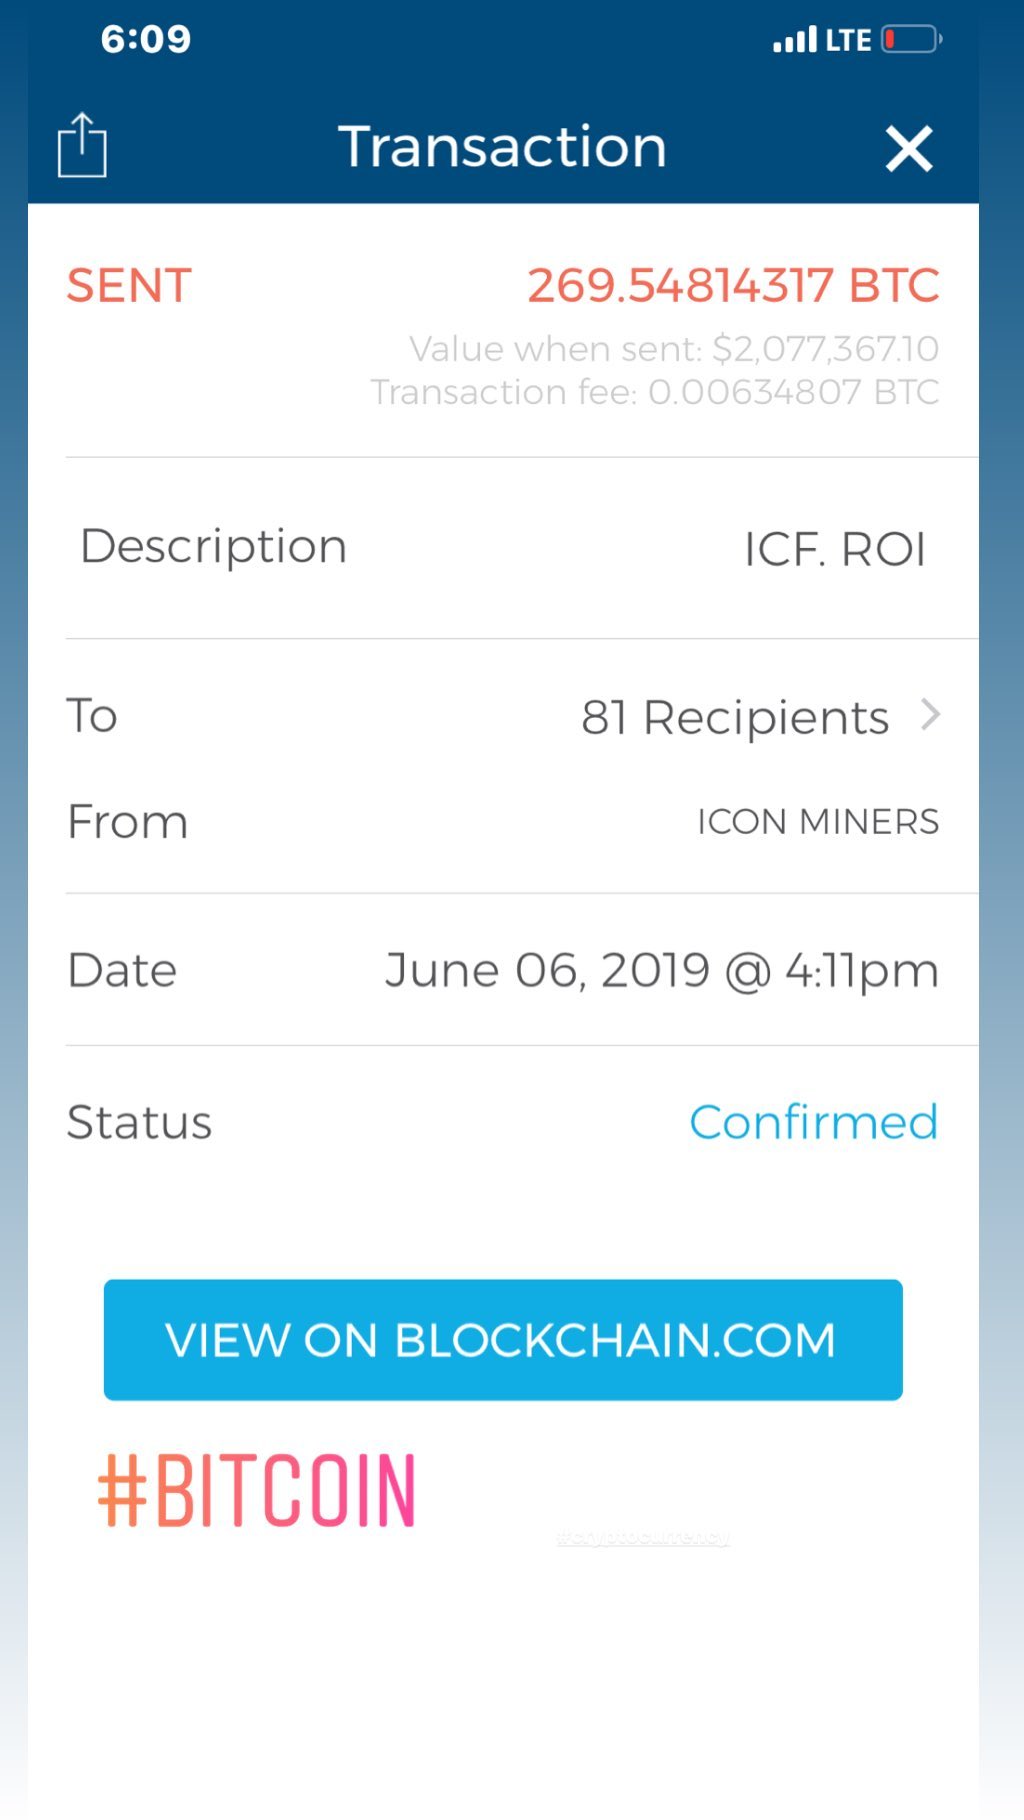 6:09
LTE
Transaction
SENT 269.54814317 BTC
Value when sent: $2,077,367.10
Transaction fee: 0.00634807 BTC
Description ICF. ROI
To 81 Recipients
From ICON MINERS
Date June 06, 2019 @ 4:11pm
Status Confirmed
VIEW ON BLOCKCHAIN.COM
#BITCOIN
#cryptocurrency